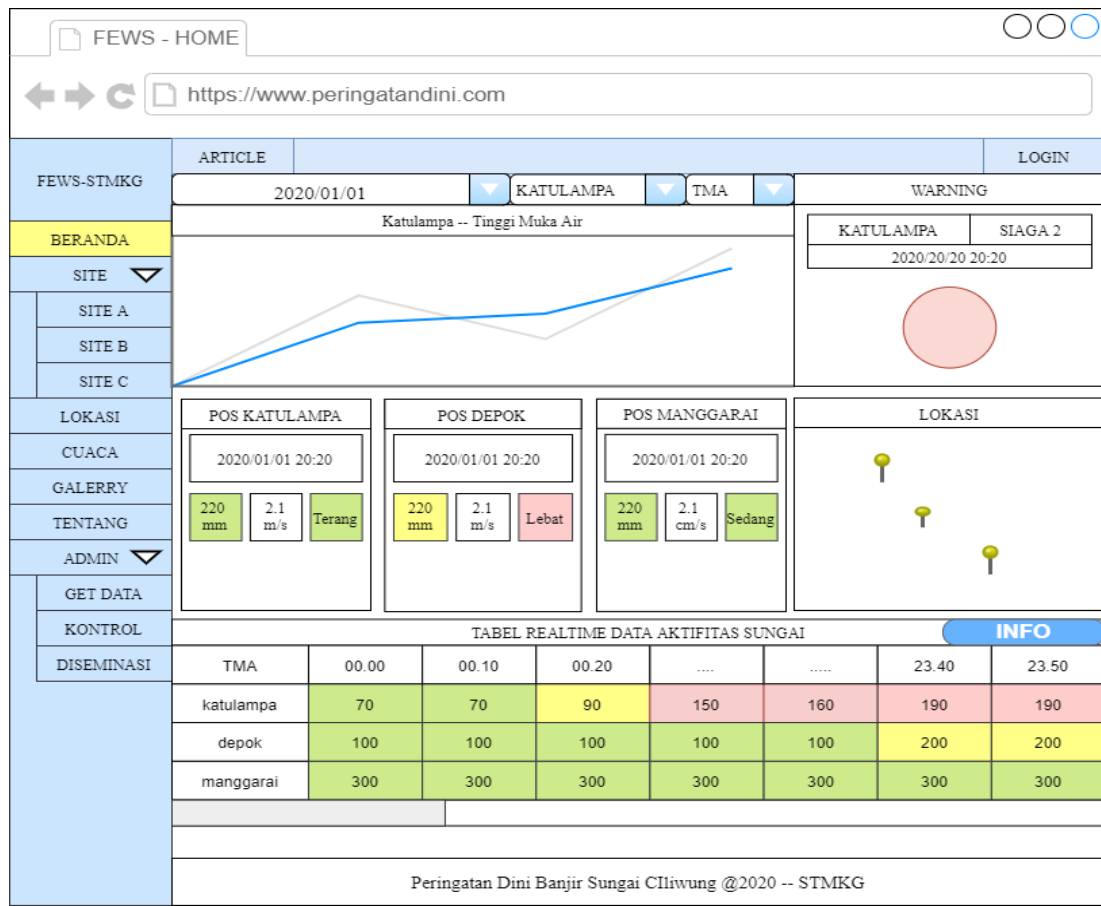 FEWS - HOME
https://www.peringatandini.com
FEWS-STMKG
ARTICLE
LOGIN
2020/01/01
KATULAMPA
TMA
WARNING
Katulampa -- Tinggi Muka Air
KATULAMPA
SIAGA 2
2020/20/20 20:20
BERANDA
SITE
SITE A
SITE B
SITE C
LOKASI
CUACA
GALERRY
TENTANG
ADMIN
GET DATA
KONTROL
DISEMINASI
POS KATULAMPA
2020/01/01 20:20
220
mm
2.1
m/s
Terang
POS DEPOK
2020/01/01 20:20
220
mm
2.1
m/s
Lebat
POS MANGGARAI
2020/01/01 20:20
220
mm
2.1
cm/s
Sedang
LOKASI
TABEL REALTIME DATA AKTIFITAS SUNGAI
INFO
TMA 00.00 00.10 00.20 .... ..... 23.40 23.50
katulampa 70 70 90 150 160 190 190
depok 100 100 100 100 100 200 200
manggarai 300 300 300 300 300 300 300
Peringatan Dini Banjir Sungai CIliwung @2020 -- STMKG